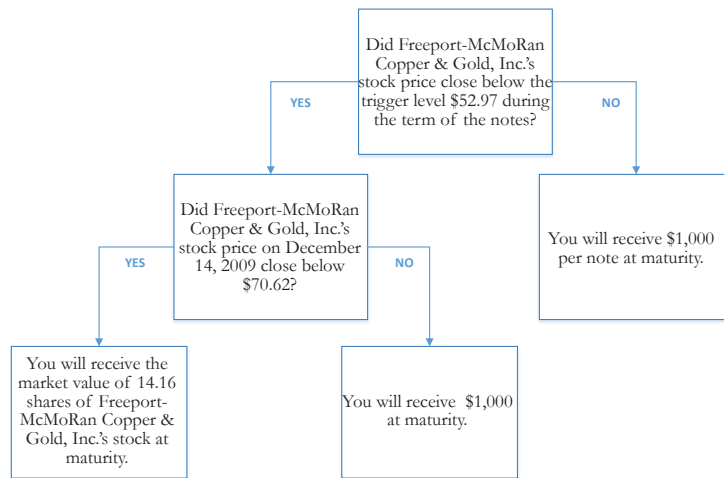 Did Freeport-McMoRan
Copper & Gold, Inc.'s
stock price close below the
trigger level $52.97 during
the term of the notes?
YES
NO
Did Freeport-McMoRan
Copper & Gold, Inc.'s
stock price on December
14, 2009 close below
$70.62?
You will receive $1,000
per note at maturity.
YES
NO
You will receive the
market value of 14.16
shares of Freeport-
McMoRan Copper &
Gold, Inc.'s stock at
maturity.
You will receive $1,000
at maturity.